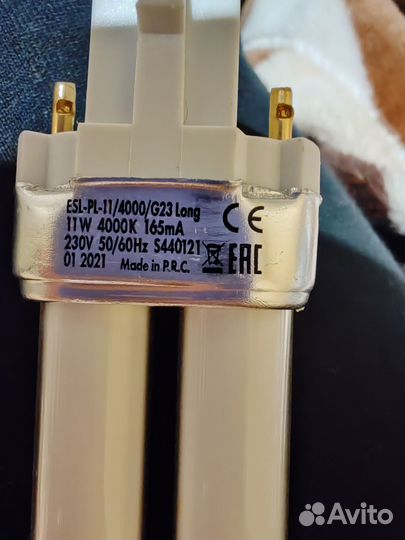 ESL-PL-11/4000/G23 Long
11W 4000K 165mA
230V 50/60Hz S440121
01 2021 Made in P.R.C.
CE
EAC
Avito